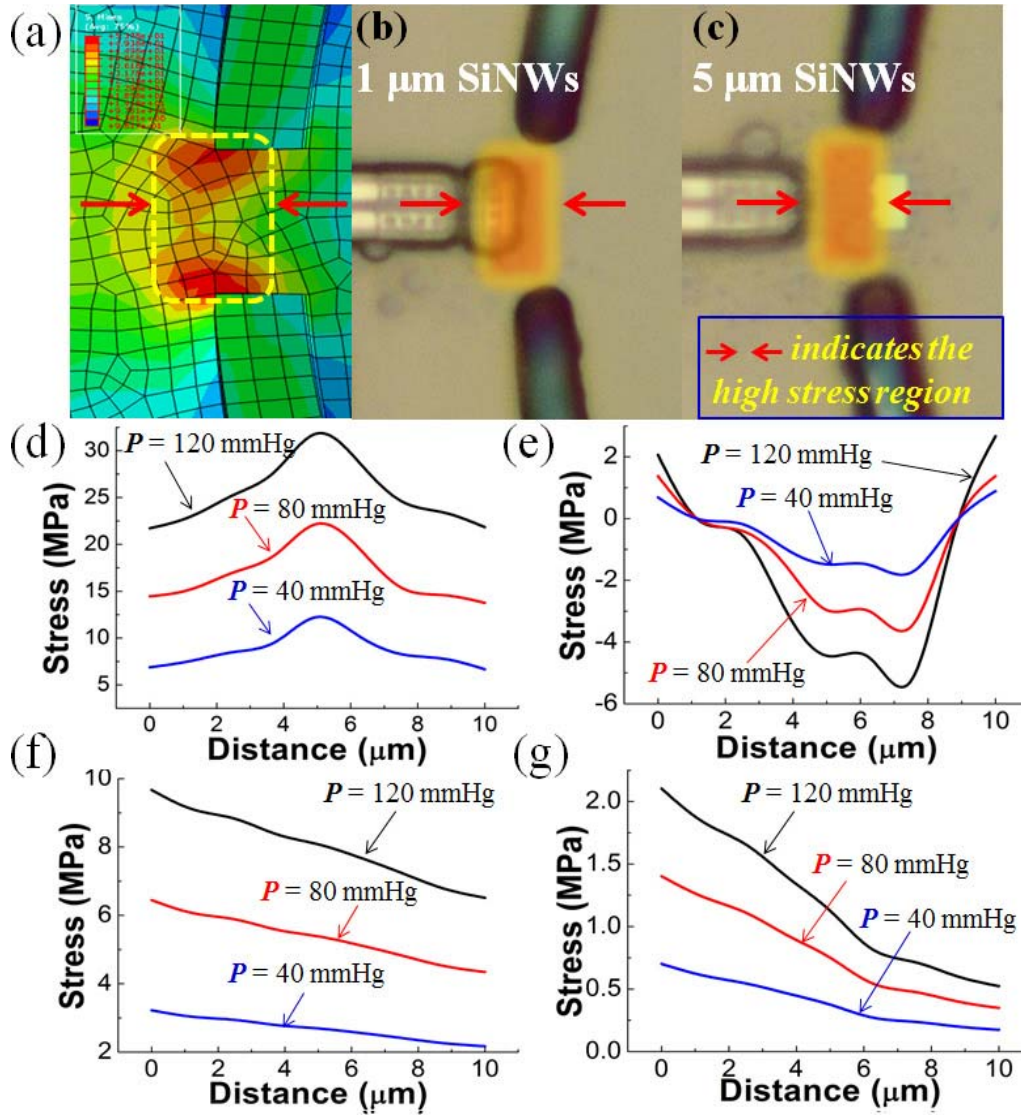 (a)
(Avg: 75%)
(b)
1 μm SiNWs
(c)
5 μm SiNWs
indicates the
high stress region
(d)
Stress (MPa)
30
25
20
15
10
5
P = 120 mmHg
P = 80 mmHg
P = 40 mmHg
0 2 4 6 8 10
Distance (μm)
(e)
Stress (MPa)
2
0
-2
-4
-6
P = 120 mmHg
P = 40 mmHg
P = 80 mmHg
0 2 4 6 8 10
Distance (μm)
(f)
Stress (MPa)
10
8
6
4
2
P = 120 mmHg
P = 80 mmHg
P = 40 mmHg
0 2 4 6 8 10
Distance (μm)
(g)
Stress (MPa)
2.0
1.5
1.0
0.5
0.0
P = 120 mmHg
P = 80 mmHg
P = 40 mmHg
0 2 4 6 8 10
Distance (μm)